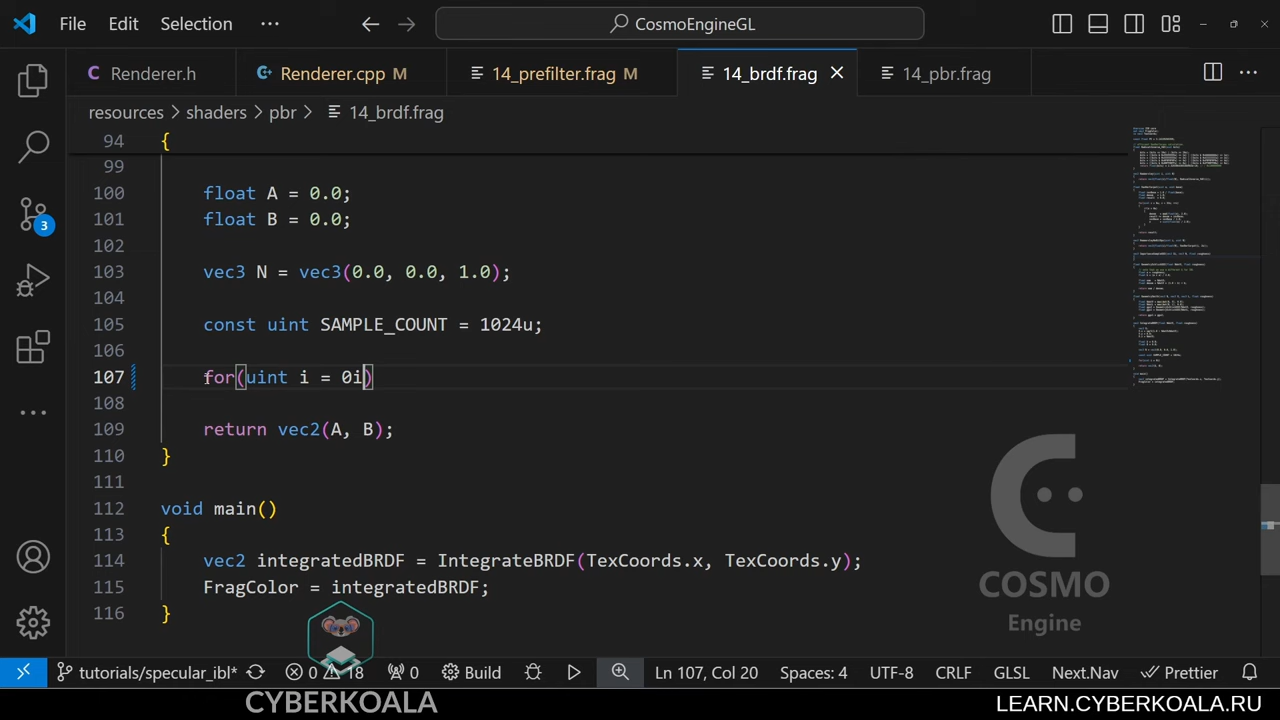 File Edit Selection ··· CosmoEngineGL
Renderer.h Renderer.cpp M 14_prefilter.frag M 14_brdf.frag 14_pbr.frag
resources > shaders > pbr > 14_brdf.frag
94 {
99
100 float A = 0.0;
101 float B = 0.0;
102
103 vec3 N = vec3(0.0, 0.0, 1.0);
104
105 const uint SAMPLE_COUNT = 1024u;
106
107 for(uint i = 0i)
108
109 return vec2(A, B);
110 }
111
112 void main()
113 {
114 vec2 integratedBRDF = IntegrateBRDF(TexCoords.x, TexCoords.y);
115 FragColor = integratedBRDF;
116 }
3
COSMO
Engine
tutorials/specular_ibl* 0 18 0 Build Ln 107, Col 20 Spaces: 4 UTF-8 CRLF GLSL Next.Nav Prettier
CYBERKOALA
LEARN.CYBERKOALA.RU